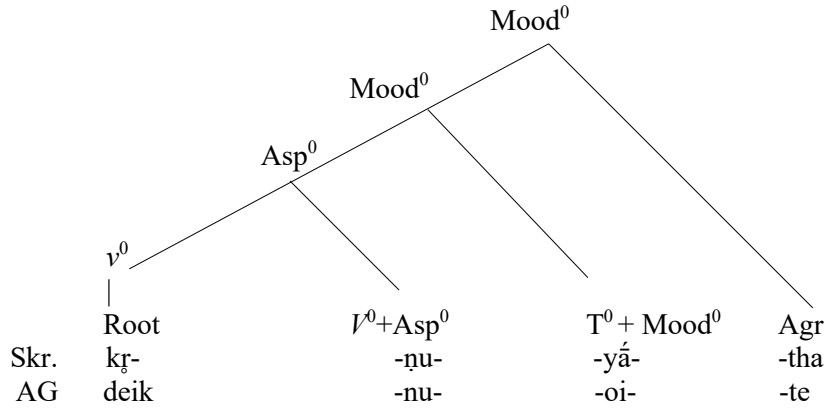 Mood⁰
Mood⁰
Asp⁰
v⁰
Root V⁰+Asp⁰ T⁰ + Mood⁰ Agr
Skr. kr̥- -ṇu- -yā́- -tha
AG deik -nu- -oi- -te